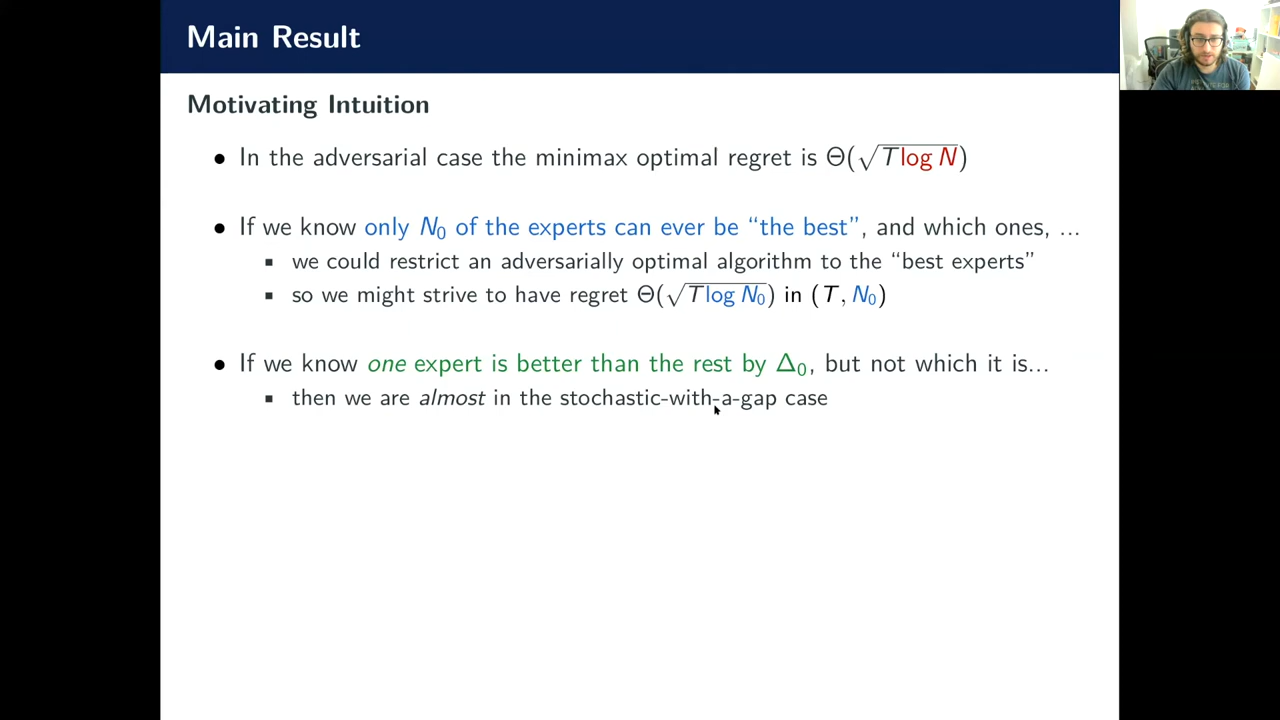 Main Result
Motivating Intuition
• In the adversarial case the minimax optimal regret is Θ(√T log N)
• If we know only N₀ of the experts can ever be “the best”, and which ones, ...
▪ we could restrict an adversarially optimal algorithm to the “best experts”
▪ so we might strive to have regret Θ(√T log N₀) in (T, N₀)
• If we know one expert is better than the rest by Δ₀, but not which it is...
▪ then we are almost in the stochastic-with-a-gap case